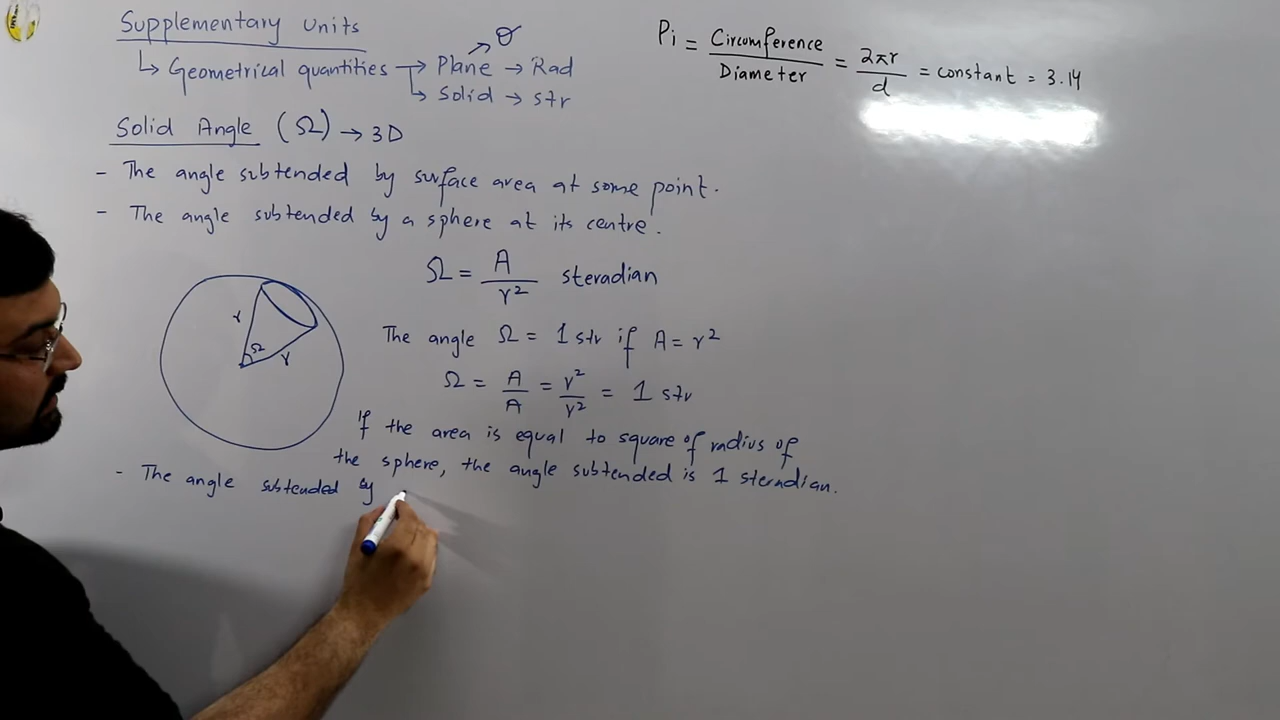 Supplementary Units
↳ Geometrical quantities → Plane → Rad
θ
↳ Solid → str
Solid Angle (Ω) → 3D
- The angle subtended by surface area at some point.
- The angle subtended by a sphere at its centre.
Ω = A / r² steradian
The angle Ω = 1 str if A = r²
Ω = A / A = r² / r² = 1 str
If the area is equal to square of radius of
the sphere, the angle subtended is 1 steradian.
- The angle subtended by
r
Ω
r
Pi = Circumference / Diameter = 2πr / d = constant = 3.14